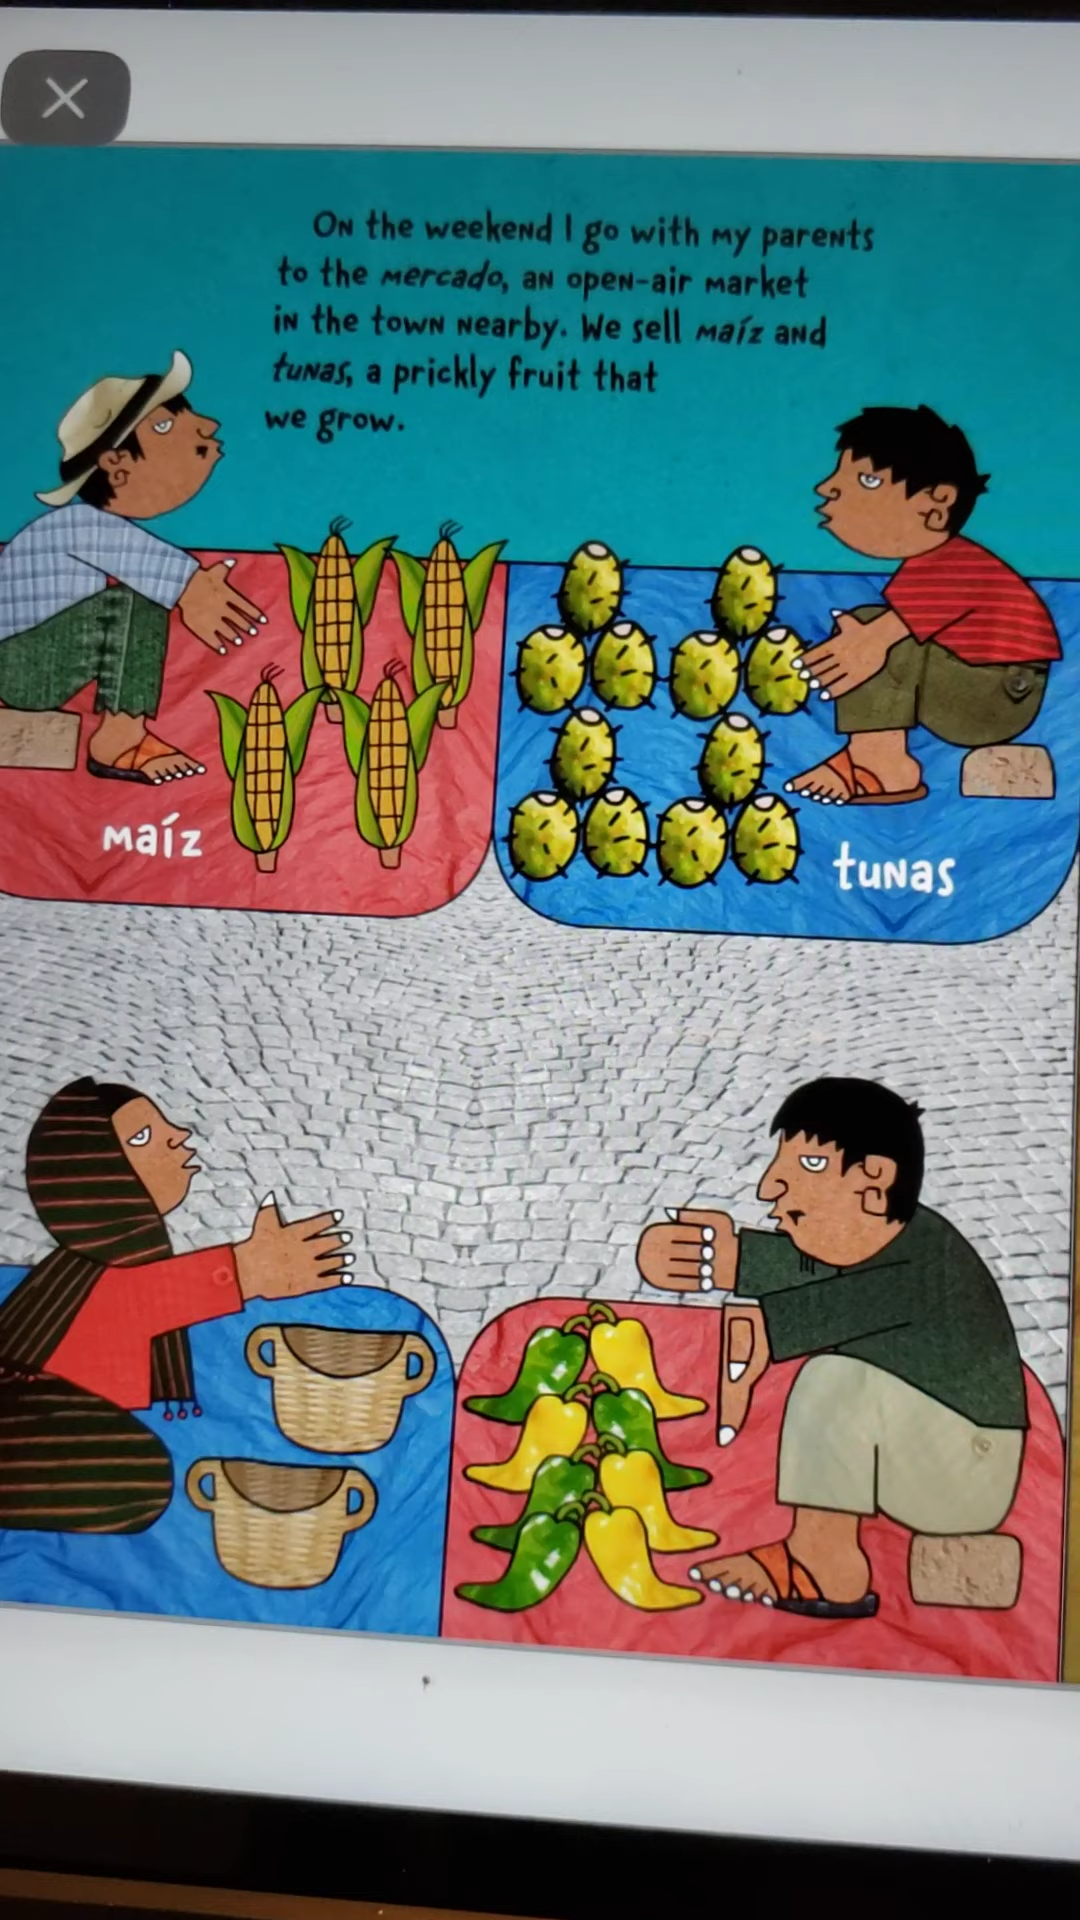 On the weekend I go with my parents
to the mercado, an open-air market
in the town nearby. We sell maíz and
tunas, a prickly fruit that
we grow.
maíz
tunas